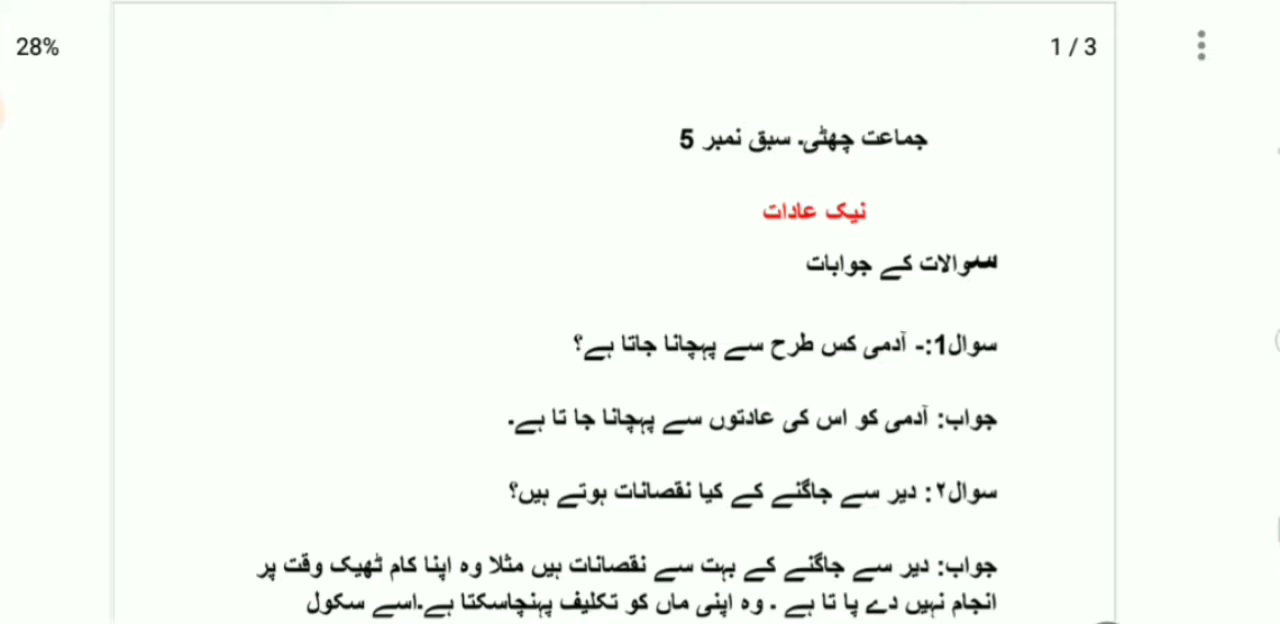 28%
1 / 3
جماعت چھٹی۔ سبق نمبر 5
نیک عادات
سوالات کے جوابات
سوال1:- آدمی کس طرح سے پہچانا جاتا ہے؟
جواب: آدمی کو اس کی عادتوں سے پہچانا جا تا ہے۔
سوال۲: دیر سے جاگنے کے کیا نقصانات ہوتے ہیں؟
جواب: دیر سے جاگنے کے بہت سے نقصانات ہیں مثلا وہ اپنا کام ٹھیک وقت پر
انجام نہیں دے پا تا ہے ۔ وہ اپنی ماں کو تکلیف پہنچاسکتا ہے۔اسے سکول